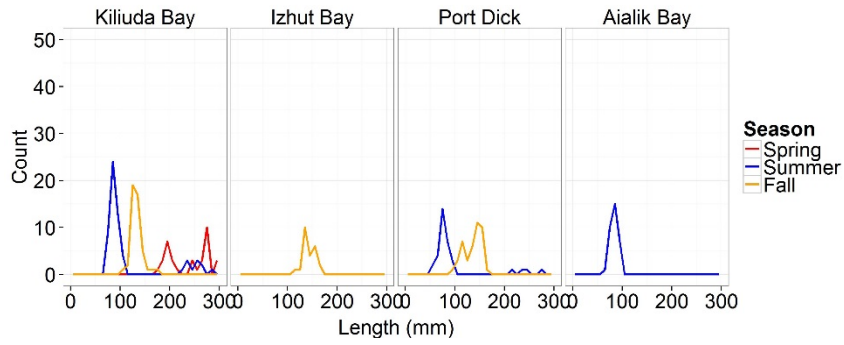 Kiliuda Bay Izhut Bay Port Dick Aialik Bay
50
40
30
20
10
0
Count
0 100 200 300 0 100 200 300 0 100 200 300 0 100 200 300
Length (mm)
Season
Spring
Summer
Fall